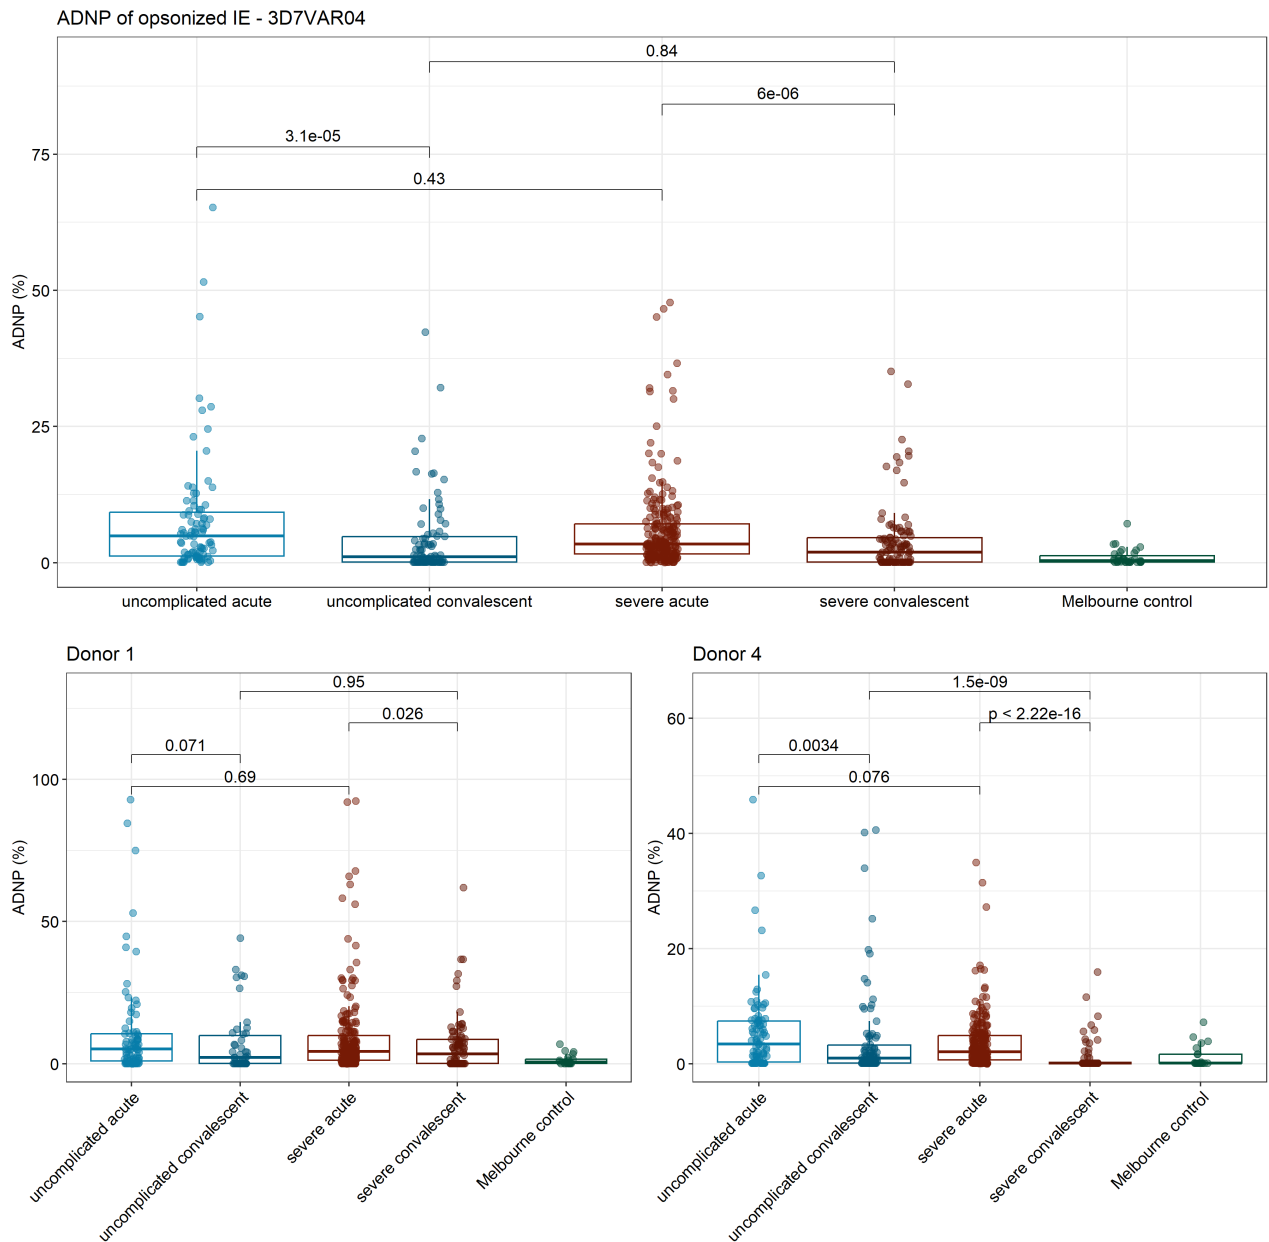 ADNP of opsonized IE - 3D7VAR04
0.84
6e-06
3.1e-05
0.43
75
50
25
0
ADNP (%)
uncomplicated acute
uncomplicated convalescent
severe acute
severe convalescent
Melbourne control
Donor 1
0.95
0.026
0.071
0.69
100
50
0
ADNP (%)
uncomplicated acute
uncomplicated convalescent
severe acute
severe convalescent
Melbourne control
Donor 4
1.5e-09
p < 2.22e-16
0.0034
0.076
60
40
20
0
ADNP (%)
uncomplicated acute
uncomplicated convalescent
severe acute
severe convalescent
Melbourne control